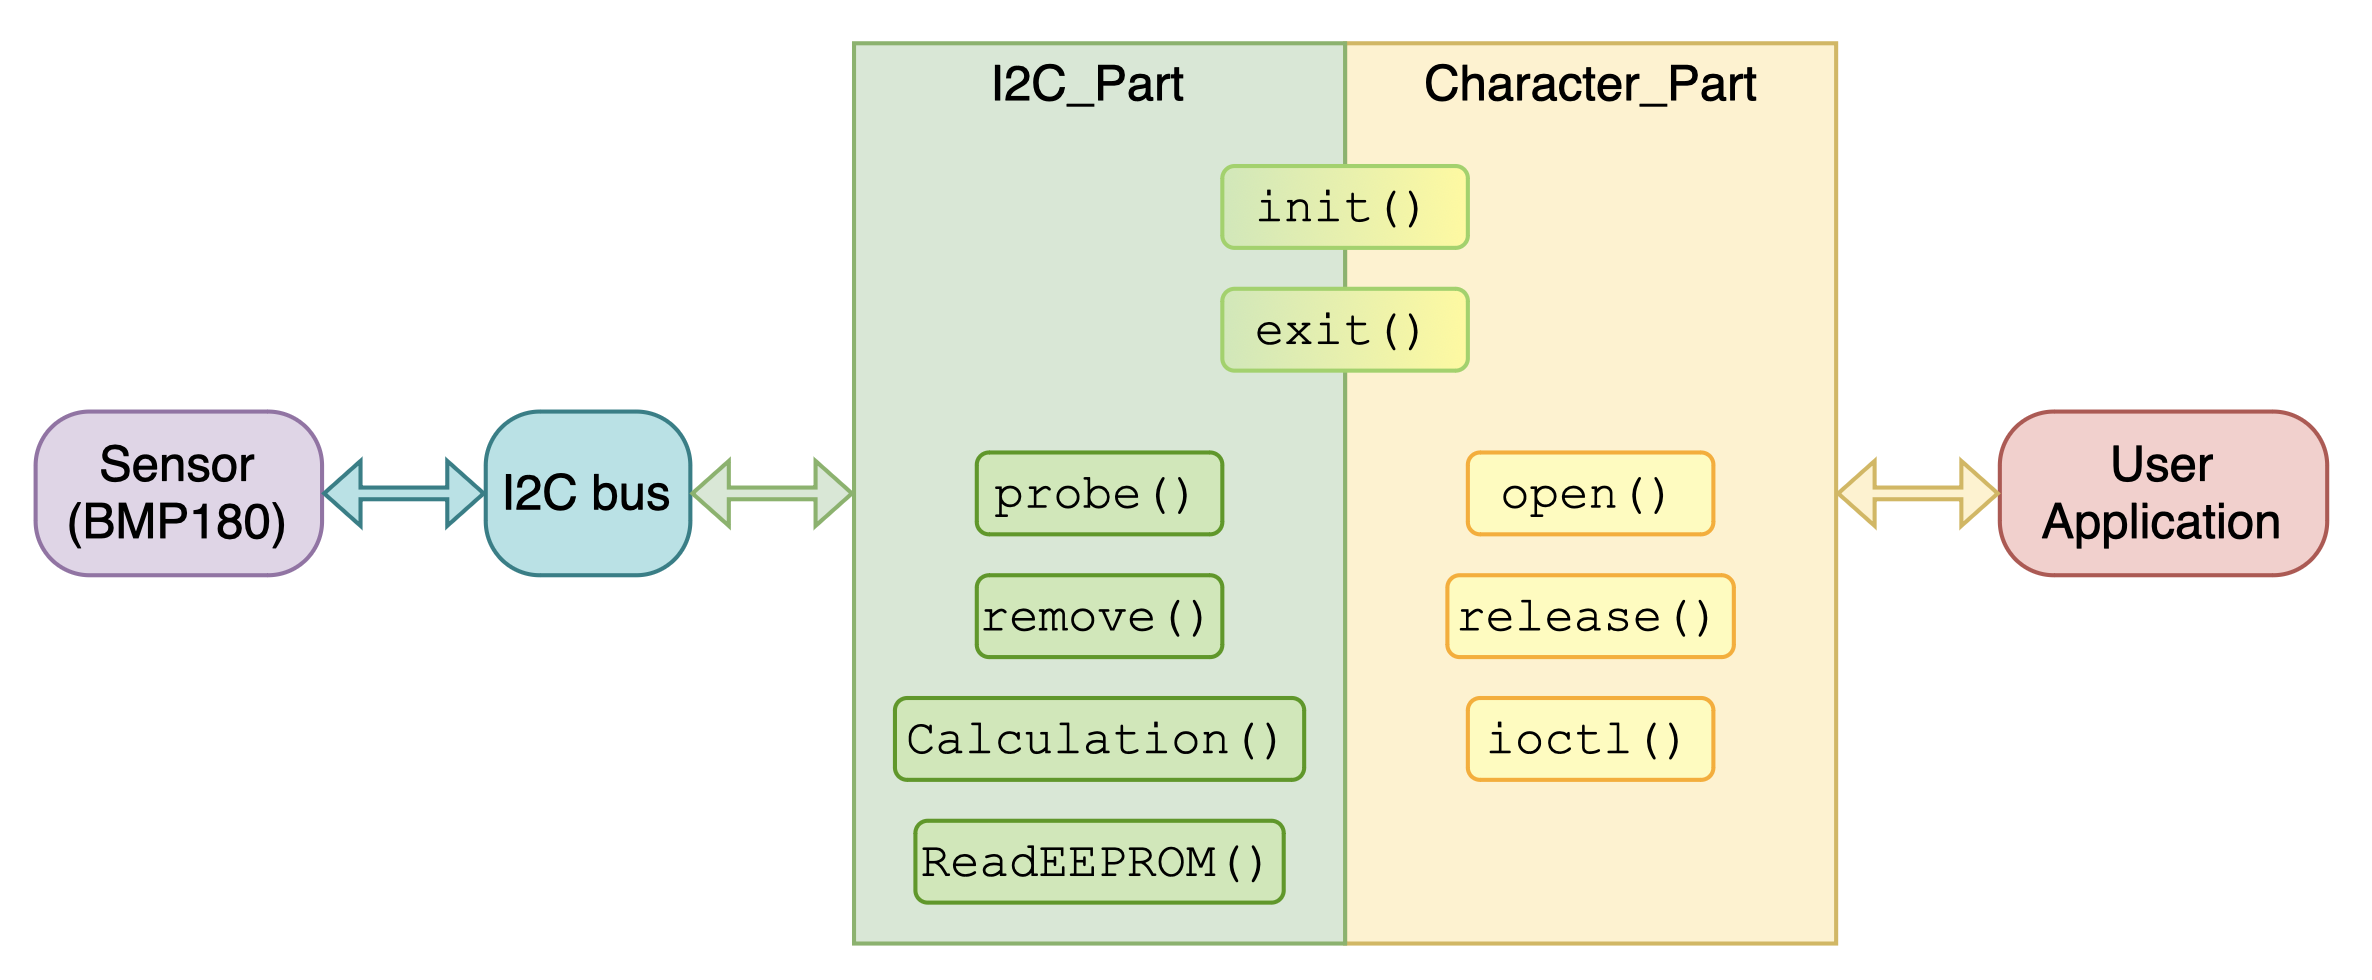 I2C_Part
Character_Part
init()
exit()
Sensor
(BMP180)
I2C bus
probe()
remove()
Calculation()
ReadEEPROM()
open()
release()
ioctl()
User
Application